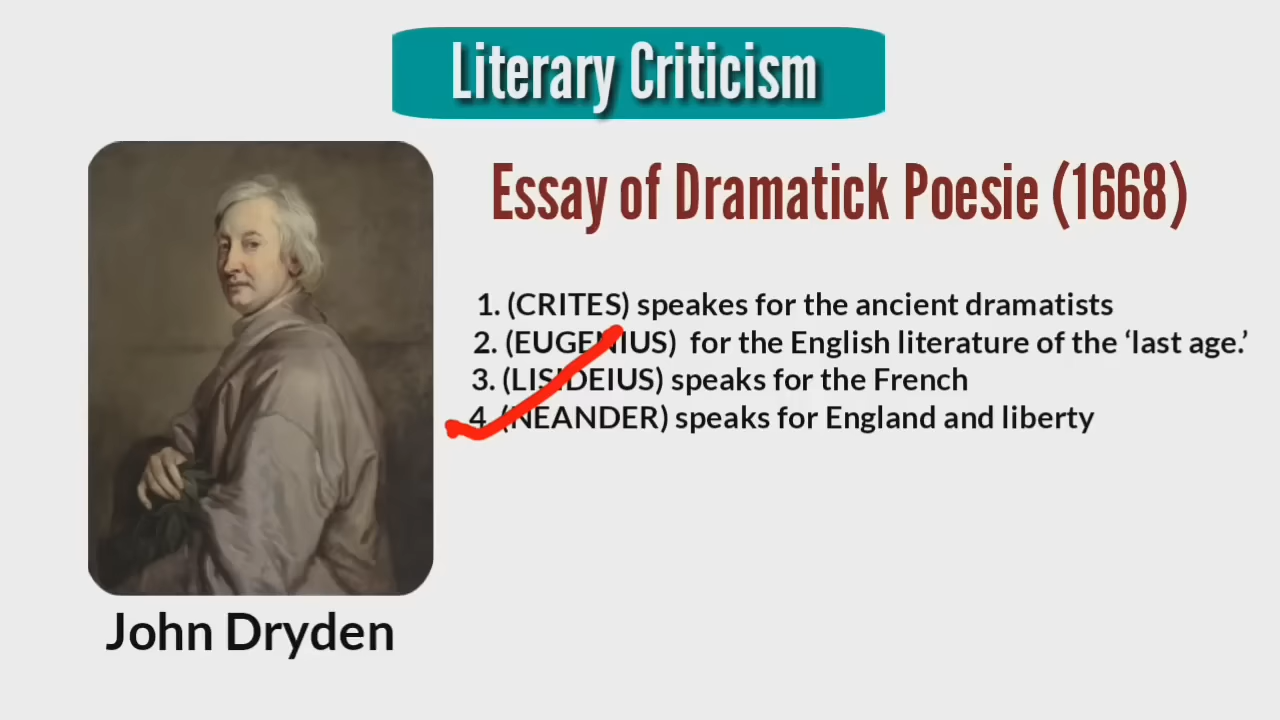 Literary Criticism
Essay of Dramatick Poesie (1668)
1. (CRITES) speakes for the ancient dramatists
2. (EUGENIUS) for the English literature of the ‘last age.’
3. (LISIDEIUS) speaks for the French
4. (NEANDER) speaks for England and liberty
John Dryden